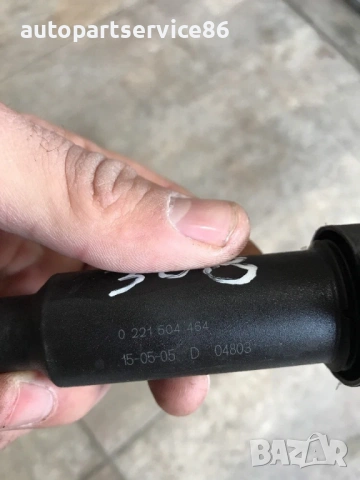 autopartservice86
0 221 504 464
15-05-05 D 04803
BAZAR